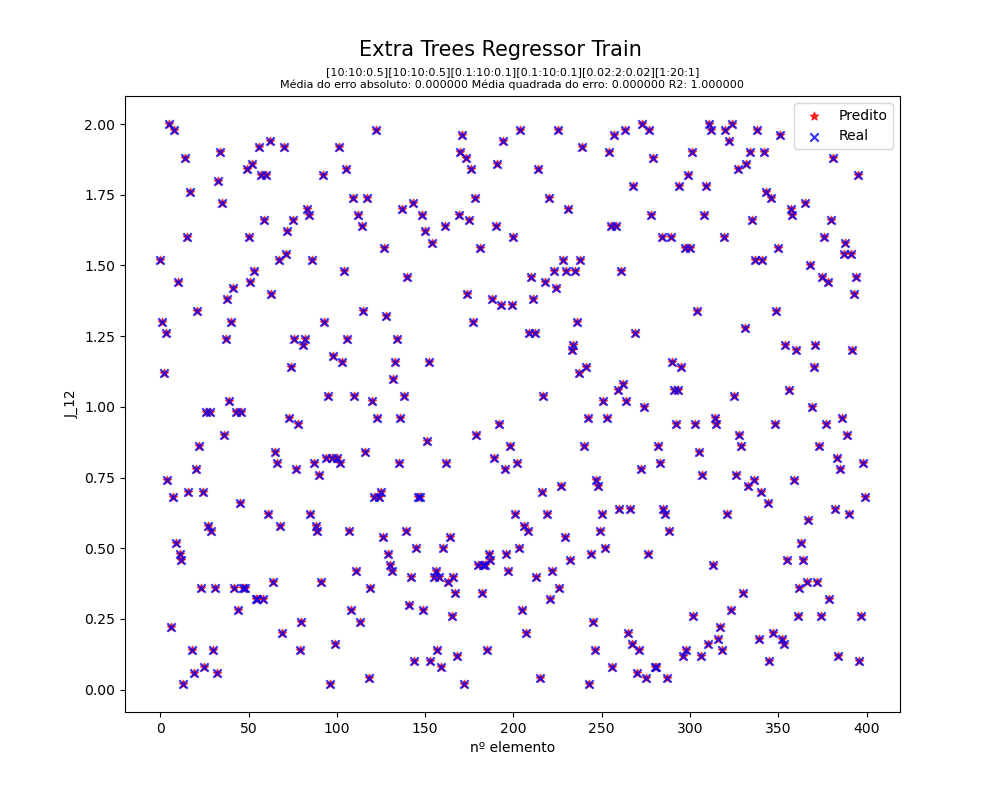 Extra Trees Regressor Train
[10:10:0.5][10:10:0.5][0.1:10:0.1][0.1:10:0.1][0.02:2:0.02][1:20:1]
Média do erro absoluto: 0.000000 Média quadrada do erro: 0.000000 R2: 1.000000
Predito
Real
2.00
1.75
1.50
1.25
1.00
0.75
0.50
0.25
0.00
J_12
0 50 100 150 200 250 300 350 400
nº elemento